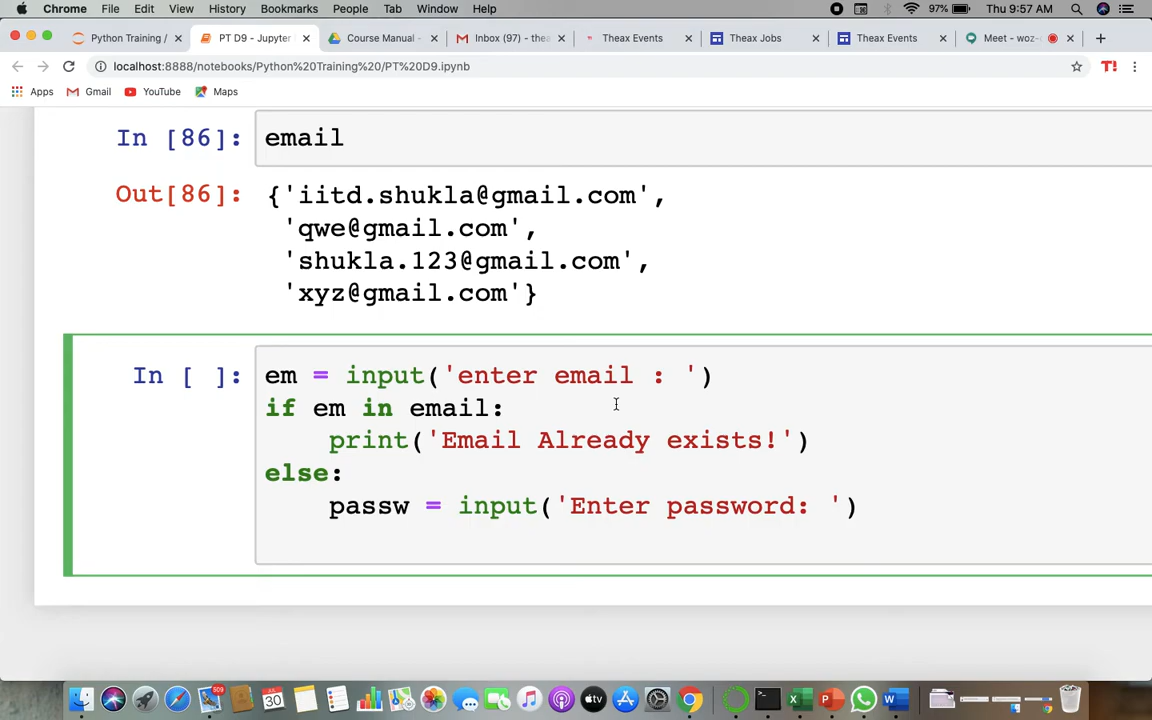 Chrome File Edit View History Bookmarks People Tab Window Help 97% Thu 9:57 AM
Python Training / PT D9 - Jupyter Course Manual - Inbox (97) - thea Theax Events Theax Jobs Theax Events Meet - woz-
localhost:8888/notebooks/Python%20Training%20/PT%20D9.ipynb T!
Apps Gmail YouTube Maps
In [86]: email
Out[86]: {'iitd.shukla@gmail.com',
'qwe@gmail.com',
'shukla.123@gmail.com',
'xyz@gmail.com'}
In [ ]: em = input('enter email : ')
if em in email:
print('Email Already exists!')
else:
passw = input('Enter password: ')
509 30